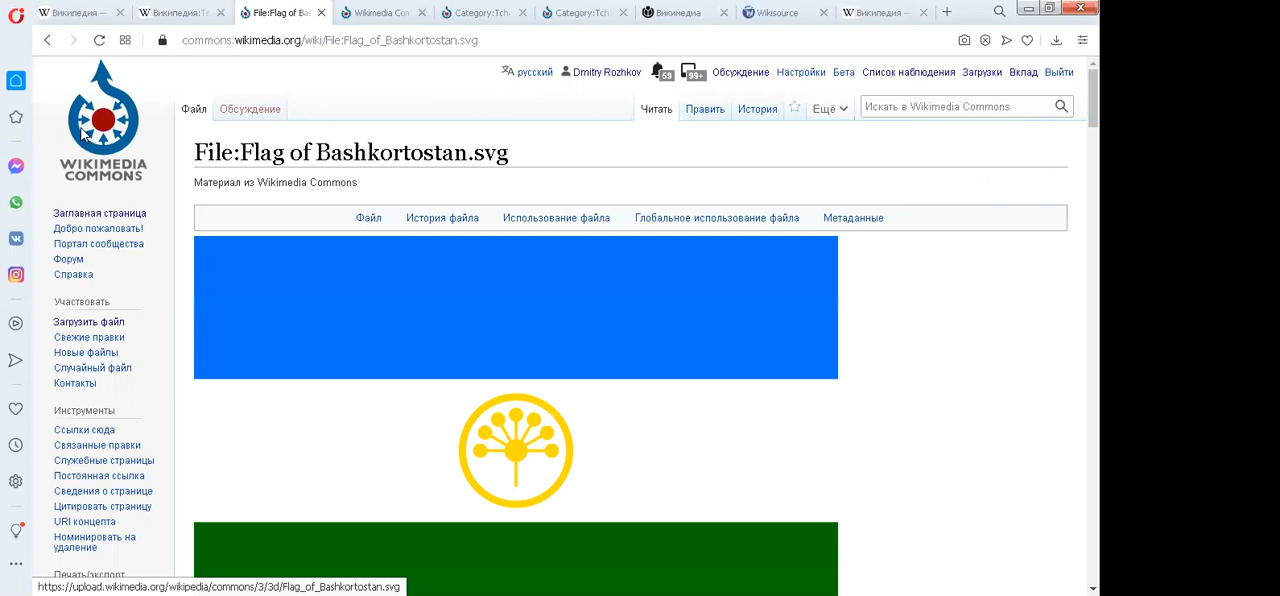 Википедия —
Википедия:Те
File:Flag of Ba
Wikimedia Con
Category:Tch
Category:Tcha
Викимедиа
Wikisource
Википедия —
commons.wikimedia.org/wiki/File:Flag_of_Bashkortostan.svg
русский Dmitry Rozhkov 59 99+ Обсуждение Настройки Бета Список наблюдения Загрузки Вклад Выйти
Файл Обсуждение Читать Править История Ещё Искать в Wikimedia Commons
WIKIMEDIA
COMMONS
File:Flag of Bashkortostan.svg
Материал из Wikimedia Commons
Файл История файла Использование файла Глобальное использование файла Метаданные
Заглавная страница
Добро пожаловать!
Портал сообщества
Форум
Справка
Участвовать
Загрузить файл
Свежие правки
Новые файлы
Случайный файл
Контакты
Инструменты
Ссылки сюда
Связанные правки
Служебные страницы
Постоянная ссылка
Сведения о странице
Цитировать страницу
URI концепта
Номинировать на
удаление
Печать/экспорт
https://upload.wikimedia.org/wikipedia/commons/3/3d/Flag_of_Bashkortostan.svg